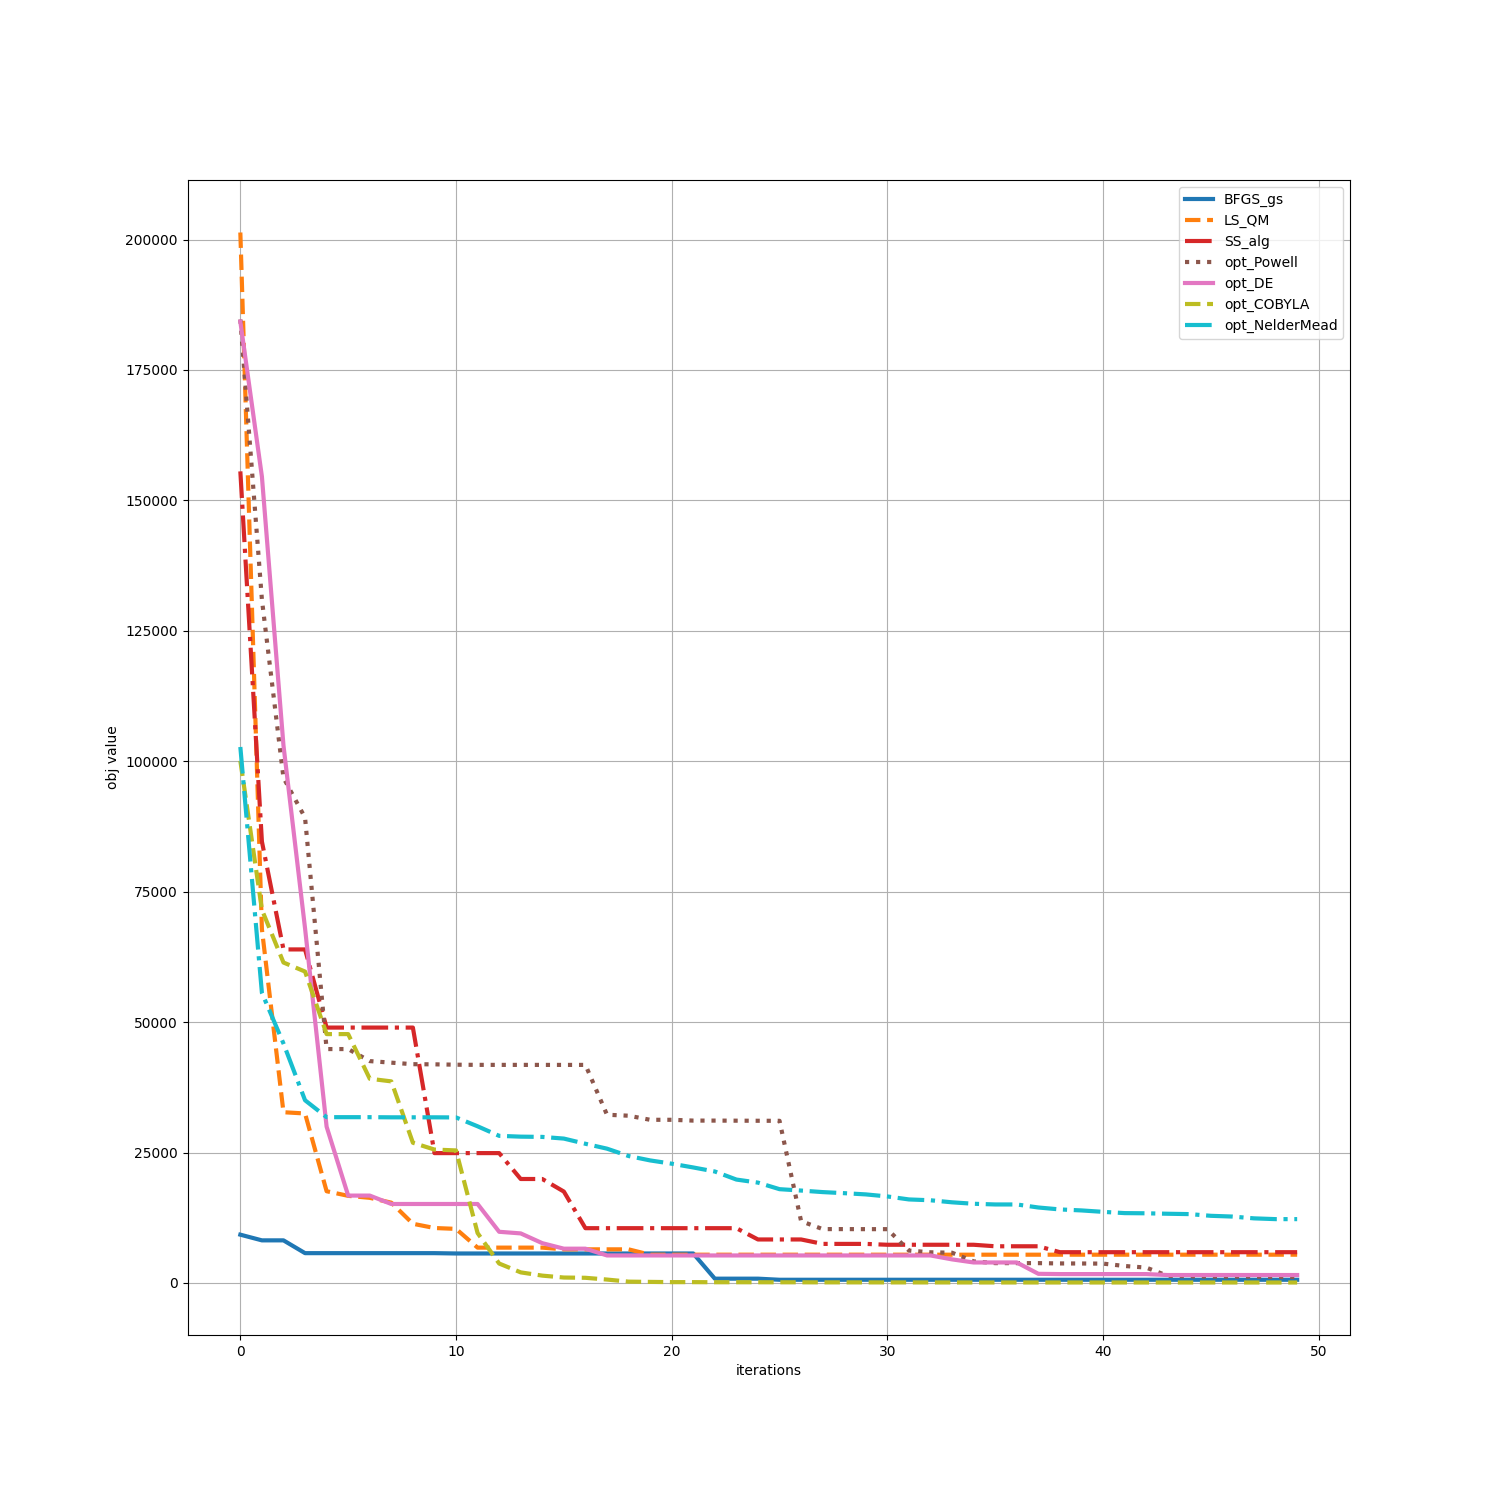 BFGS_gs
LS_QM
SS_alg
opt_Powell
opt_DE
opt_COBYLA
opt_NelderMead
200000
175000
150000
125000
100000
75000
50000
25000
0
obj value
0 10 20 30 40 50
iterations